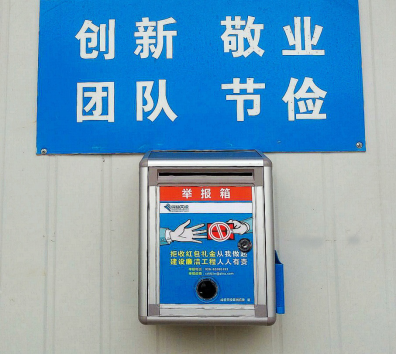 创新 敬业
团队 节俭
举报箱
拒收红包礼金从我做起
建设廉洁工程人人有责